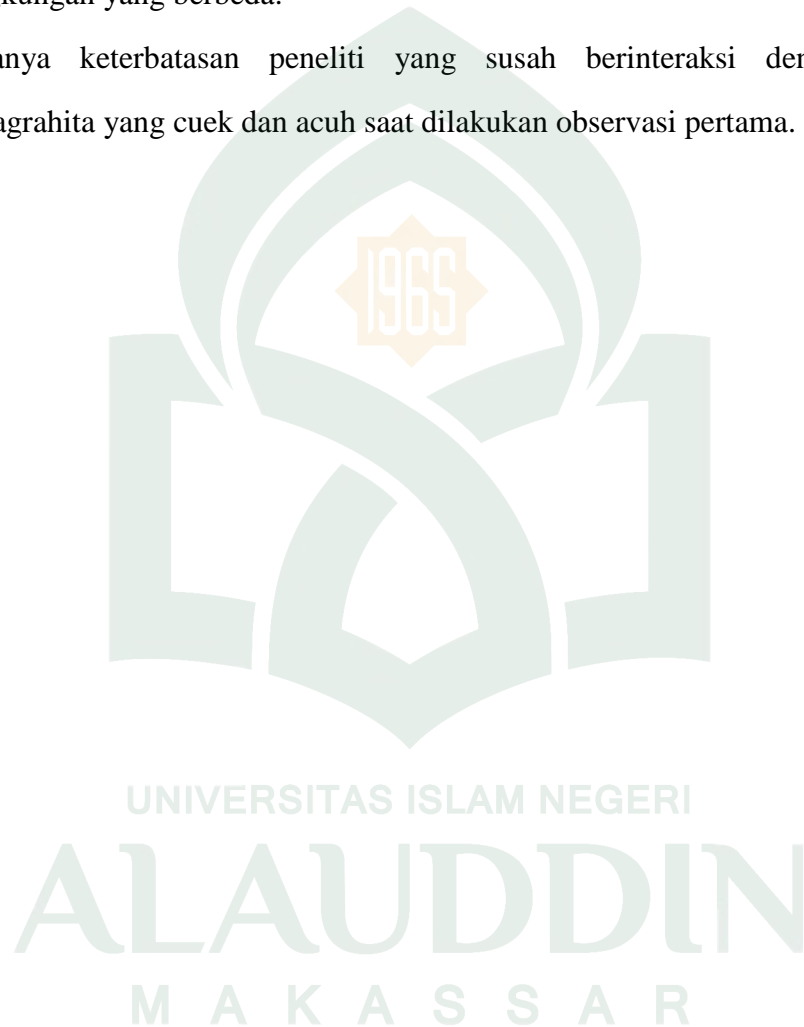 kungan yang berbeda.
anya keterbatasan peneliti yang susah berinteraksi
agrahita yang cuek dan acuh saat dilakukan observasi pertama.
1965
UNIVERSITAS ISLAM NEGERI
ALAUDDIN
MAKASSAR